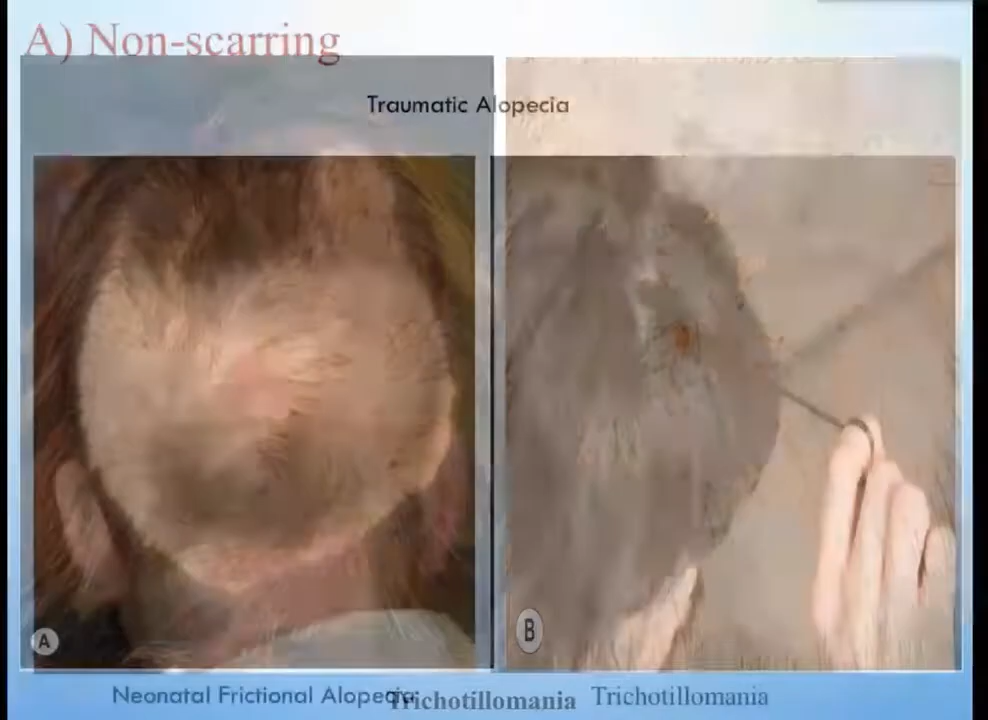 A) Non-scarring
Traumatic Alopecia
A
B
Neonatal Frictional Alopecia
Trichotillomania
Trichotillomania